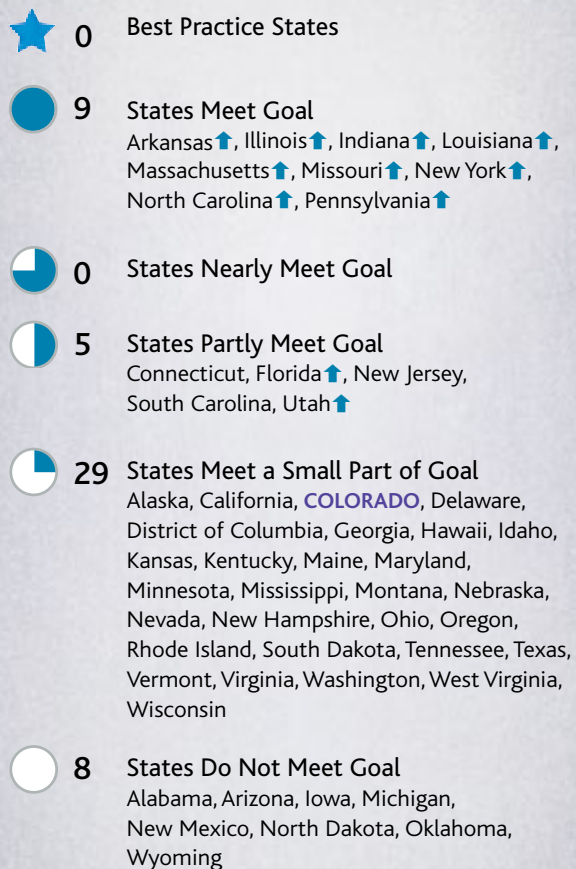 0 Best Practice States
9 States Meet Goal
Arkansas⬆, Illinois⬆, Indiana⬆, Louisiana⬆,
Massachusetts⬆, Missouri⬆, New York⬆,
North Carolina⬆, Pennsylvania⬆
0 States Nearly Meet Goal
5 States Partly Meet Goal
Connecticut, Florida⬆, New Jersey,
South Carolina, Utah⬆
29 States Meet a Small Part of Goal
Alaska, California, COLORADO, Delaware,
District of Columbia, Georgia, Hawaii, Idaho,
Kansas, Kentucky, Maine, Maryland,
Minnesota, Mississippi, Montana, Nebraska,
Nevada, New Hampshire, Ohio, Oregon,
Rhode Island, South Dakota, Tennessee, Texas,
Vermont, Virginia, Washington, West Virginia,
Wisconsin
8 States Do Not Meet Goal
Alabama, Arizona, Iowa, Michigan,
New Mexico, North Dakota, Oklahoma,
Wyoming